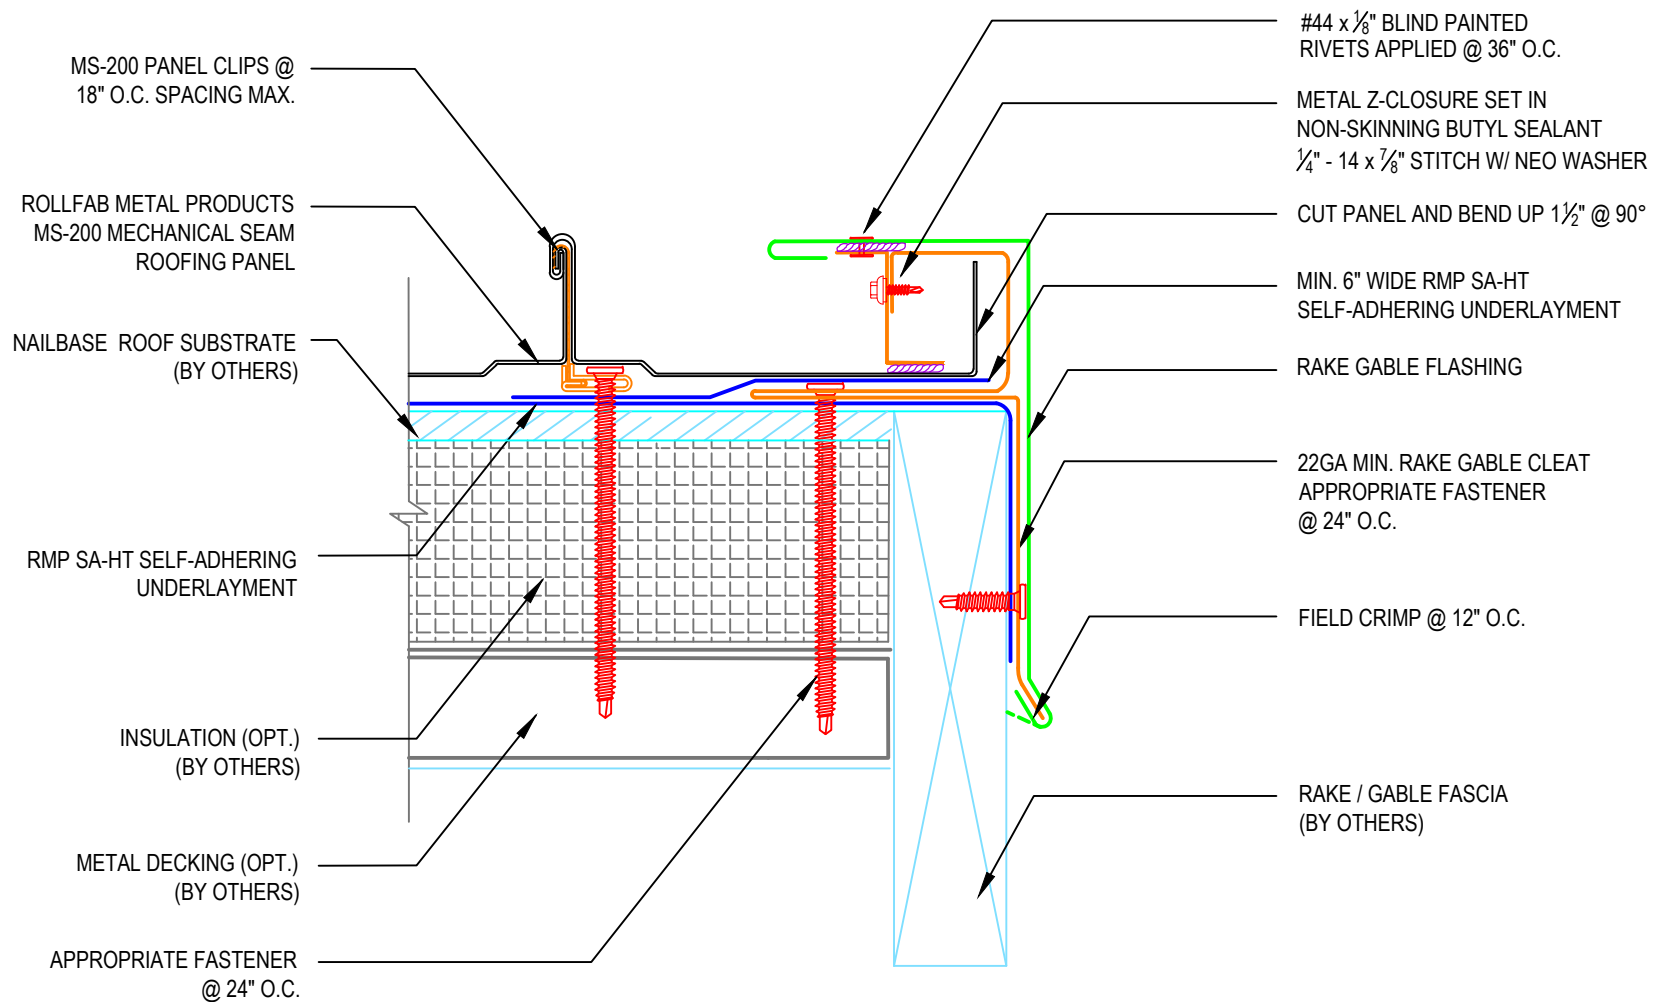 MS-200 PANEL CLIPS @
18" O.C. SPACING MAX.
ROLLFAB METAL PRODUCTS
MS-200 MECHANICAL SEAM
ROOFING PANEL
NAILBASE ROOF SUBSTRATE
(BY OTHERS)
RMP SA-HT SELF-ADHERING
UNDERLAYMENT
INSULATION (OPT.)
(BY OTHERS)
METAL DECKING (OPT.)
(BY OTHERS)
APPROPRIATE FASTENER
@ 24" O.C.
#44 x 1/8" BLIND PAINTED
RIVETS APPLIED @ 36" O.C.
METAL Z-CLOSURE SET IN
NON-SKINNING BUTYL SEALANT
1/4" - 14 x 7/8" STITCH W/ NEO WASHER
CUT PANEL AND BEND UP 1 1/2" @ 90°
MIN. 6" WIDE RMP SA-HT
SELF-ADHERING UNDERLAYMENT
RAKE GABLE FLASHING
22GA MIN. RAKE GABLE CLEAT
APPROPRIATE FASTENER
@ 24" O.C.
FIELD CRIMP @ 12" O.C.
RAKE / GABLE FASCIA
(BY OTHERS)